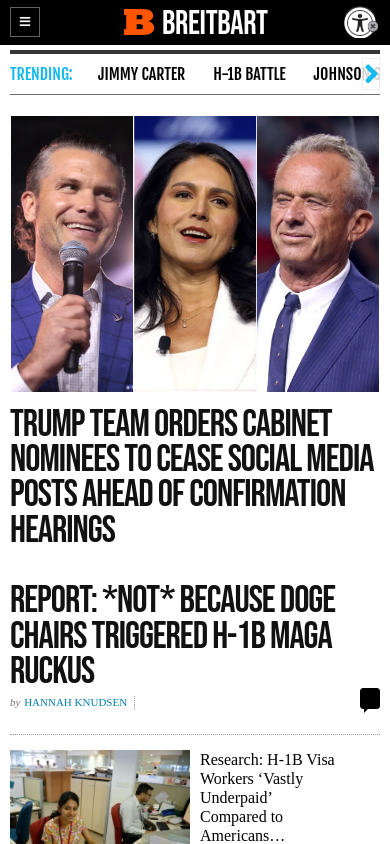 BREITBART
TRENDING:
JIMMY CARTER
H-1B BATTLE
JOHNSO
TRUMP TEAM ORDERS CABINET
NOMINEES TO CEASE SOCIAL MEDIA
POSTS AHEAD OF CONFIRMATION
HEARINGS
REPORT: *NOT* BECAUSE DOGE
CHAIRS TRIGGERED H-1B MAGA
RUCKUS
by HANNAH KNUDSEN
Research: H-1B Visa
Workers ‘Vastly
Underpaid’
Compared to
Americans…